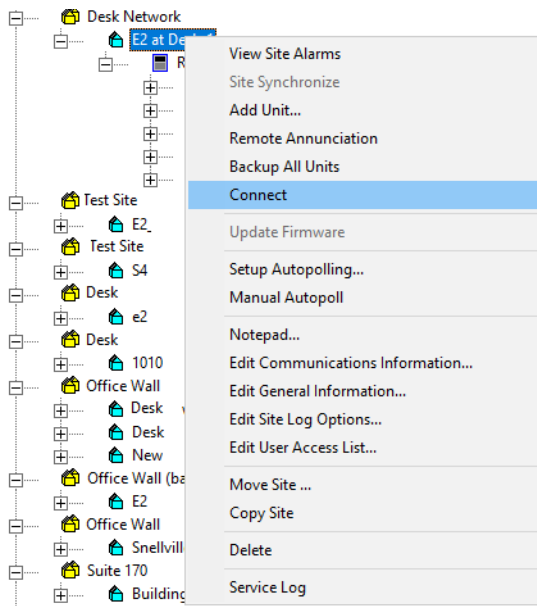 Desk Network
E2 at Desk
R
Test Site
E2_
Test Site
S4
Desk
e2
Desk
1010
Office Wall
Desk
Desk
New
Office Wall (ba
E2
Office Wall
Snellvill
Suite 170
Building
View Site Alarms
Site Synchronize
Add Unit...
Remote Annunciation
Backup All Units
Connect
Update Firmware
Setup Autopolling...
Manual Autopoll
Notepad...
Edit Communications Information...
Edit General Information...
Edit Site Log Options...
Edit User Access List...
Move Site ...
Copy Site
Delete
Service Log